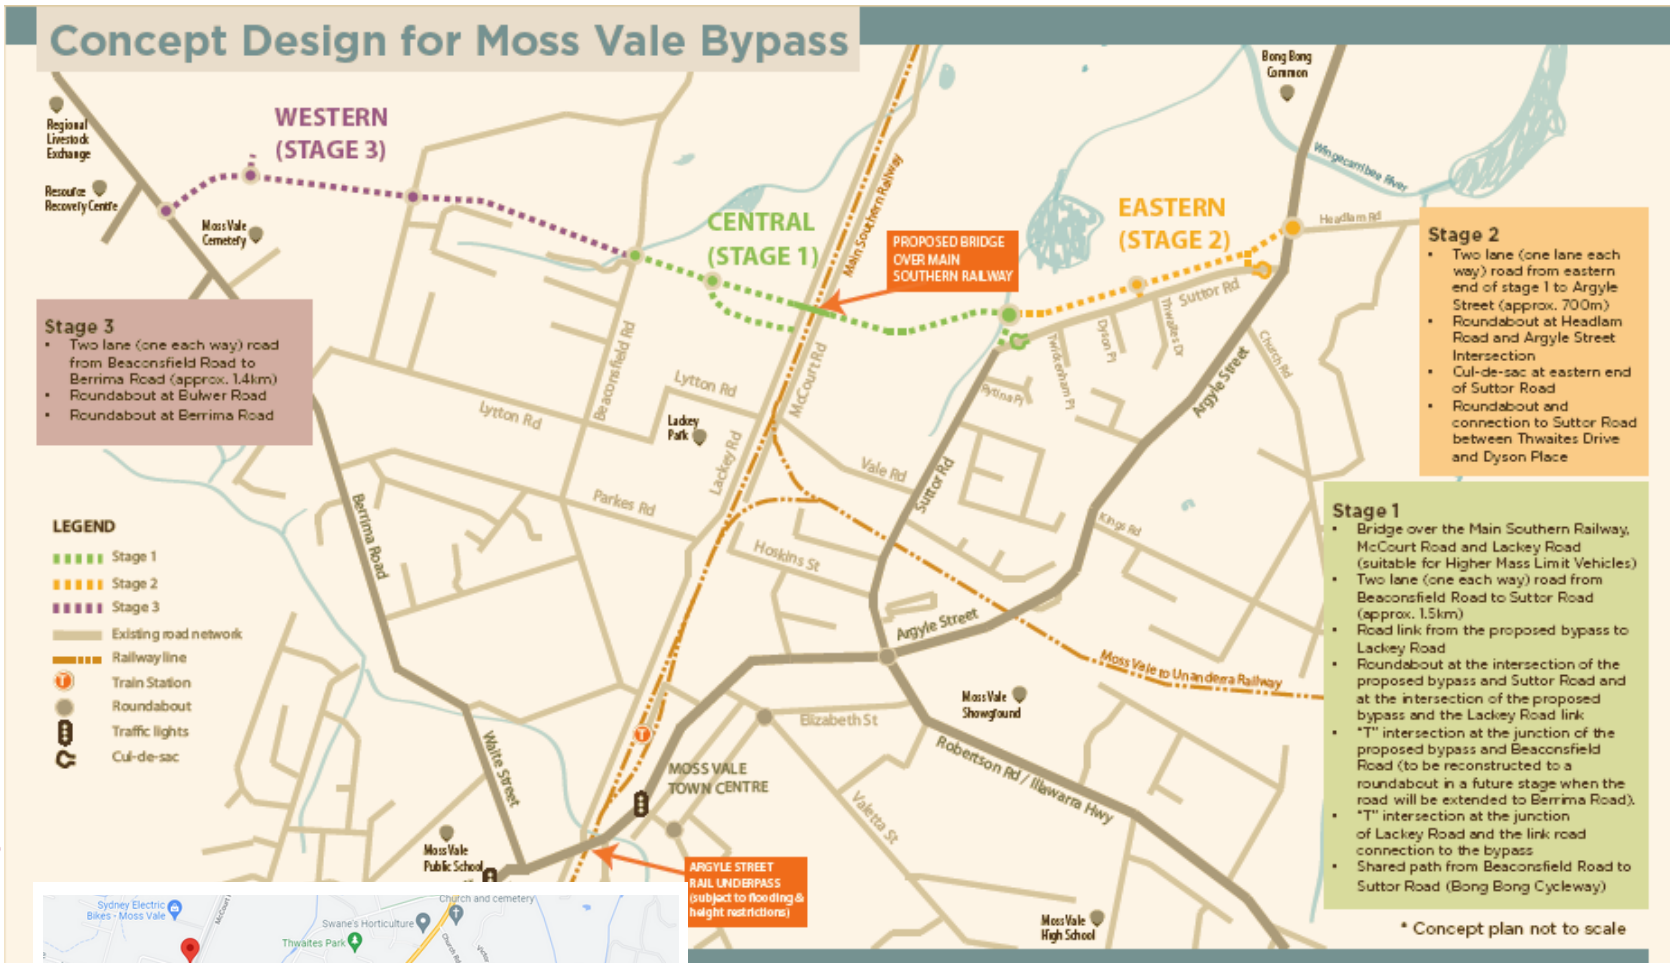 Concept Design for Moss Vale Bypass
Bong Bong
Common
Regional
Livestock
Exchange
WESTERN
(STAGE 3)
Resource
Recovery Centre
Moss Vale
Cemetery
CENTRAL
(STAGE 1)
Main Southern Railway
PROPOSED BRIDGE
OVER MAIN
SOUTHERN RAILWAY
EASTERN
(STAGE 2)
Wingecarribee River
Headlam Rd
Stage 2
• Two lane (one lane each
way) road from eastern
end of stage 1 to Argyle
Street (approx. 700m)
• Roundabout at Headlam
Road and Argyle Street
Intersection
• Cul-de-sac at eastern end
of Suttor Road
• Roundabout and
connection to Suttor Road
between Thwaites Drive
and Dyson Place
Stage 3
• Two lane (one each way) road
from Beaconsfield Road to
Berrima Road (approx. 1.4km)
• Roundabout at Bulwer Road
• Roundabout at Berrima Road
Suttor Rd
Thwaites Dr
Dyson Pl
Twickenham Pl
Rytina Pl
Church Rd
Argyle Street
Beaconsfield Rd
McCourt Rd
Lytton Rd
Lytton Rd
Lackey
Park
Lackey Rd
Vale Rd
Suttor Rd
Parkes Rd
Kings Rd
Hoskins St
Berrima Road
LEGEND
Stage 1
Stage 2
Stage 3
Existing road network
Railway line
T Train Station
Roundabout
Traffic lights
Cul-de-sac
Stage 1
• Bridge over the Main Southern Railway,
McCourt Road and Lackey Road
(suitable for Higher Mass Limit Vehicles)
• Two lane (one each way) road from
Beaconsfield Road to Suttor Road
(approx. 1.5km)
• Road link from the proposed bypass to
Lackey Road
• Roundabout at the intersection of the
proposed bypass and Suttor Road and
at the intersection of the proposed
bypass and the Lackey Road link
• "T" intersection at the junction of the
proposed bypass and Beaconsfield
Road (to be reconstructed to a
roundabout in a future stage when the
road will be extended to Berrima Road).
• "T" intersection at the junction
of Lackey Road and the link road
connection to the bypass
• Shared path from Beaconsfield Road to
Suttor Road (Bong Bong Cycleway)
Argyle Street
Moss Vale to Unanderra Railway
Moss Vale
Showground
Elizabeth St
T
Waite Street
MOSS VALE
TOWN CENTRE
Robertson Rd / Illawarra Hwy
Valetta St
Moss Vale
Public School
ARGYLE STREET
RAIL UNDERPASS
(subject to flooding &
height restrictions)
Moss Vale
High School
* Concept plan not to scale
Sydney Electric
Bikes - Moss Vale
McCourt
Church and cemetery
Swane's Horticulture
Thwaites Park
Church Rd